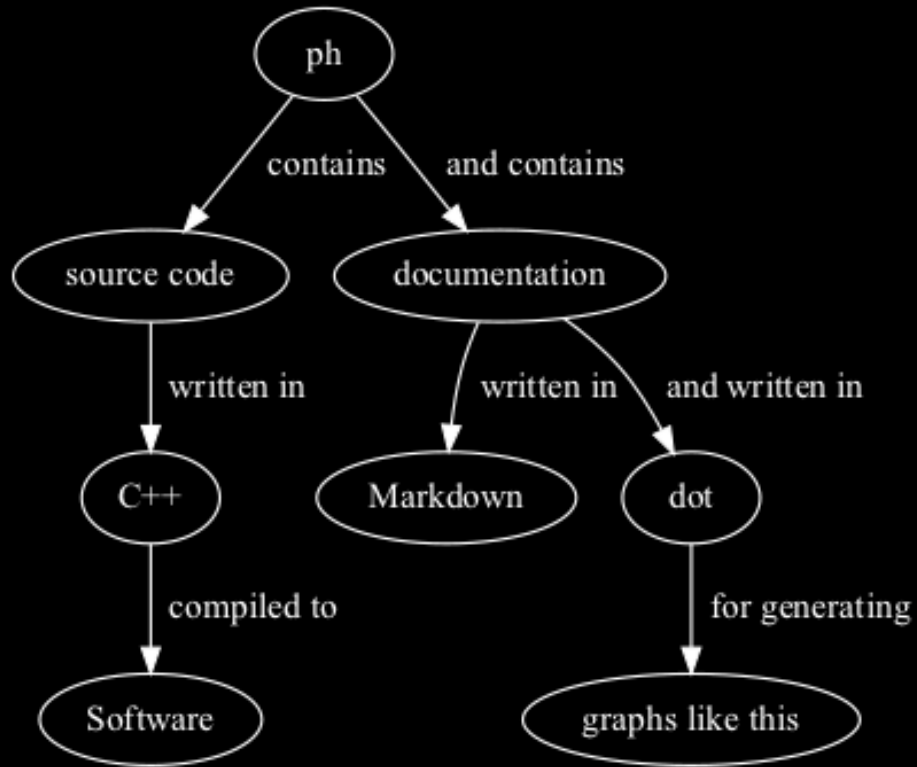 ph
contains
and contains
source code
documentation
written in
written in
and written in
C++
Markdown
dot
compiled to
for generating
Software
graphs like this